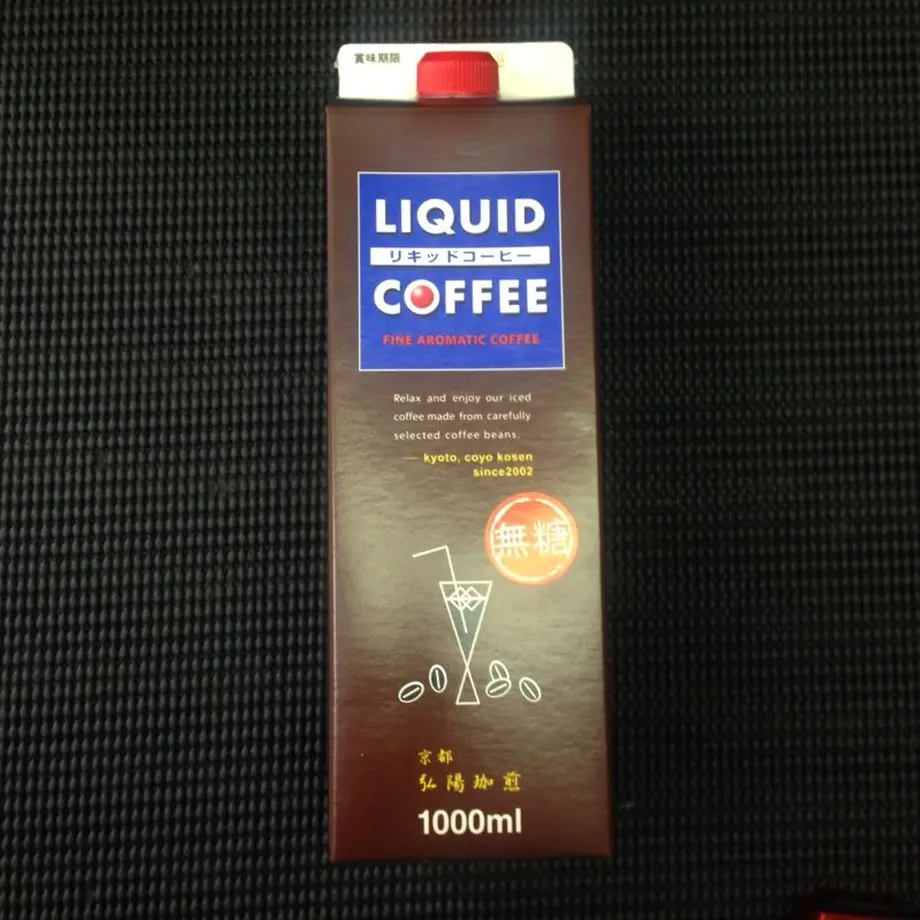 賞味期限
LIQUID
リキッドコーヒー
COFFEE
FINE AROMATIC COFFEE
Relax and enjoy our iced
coffee made from carefully
selected coffee beans.
— kyoto, coyo kosen
since2002
無糖
京都
弘陽珈煎
1000ml